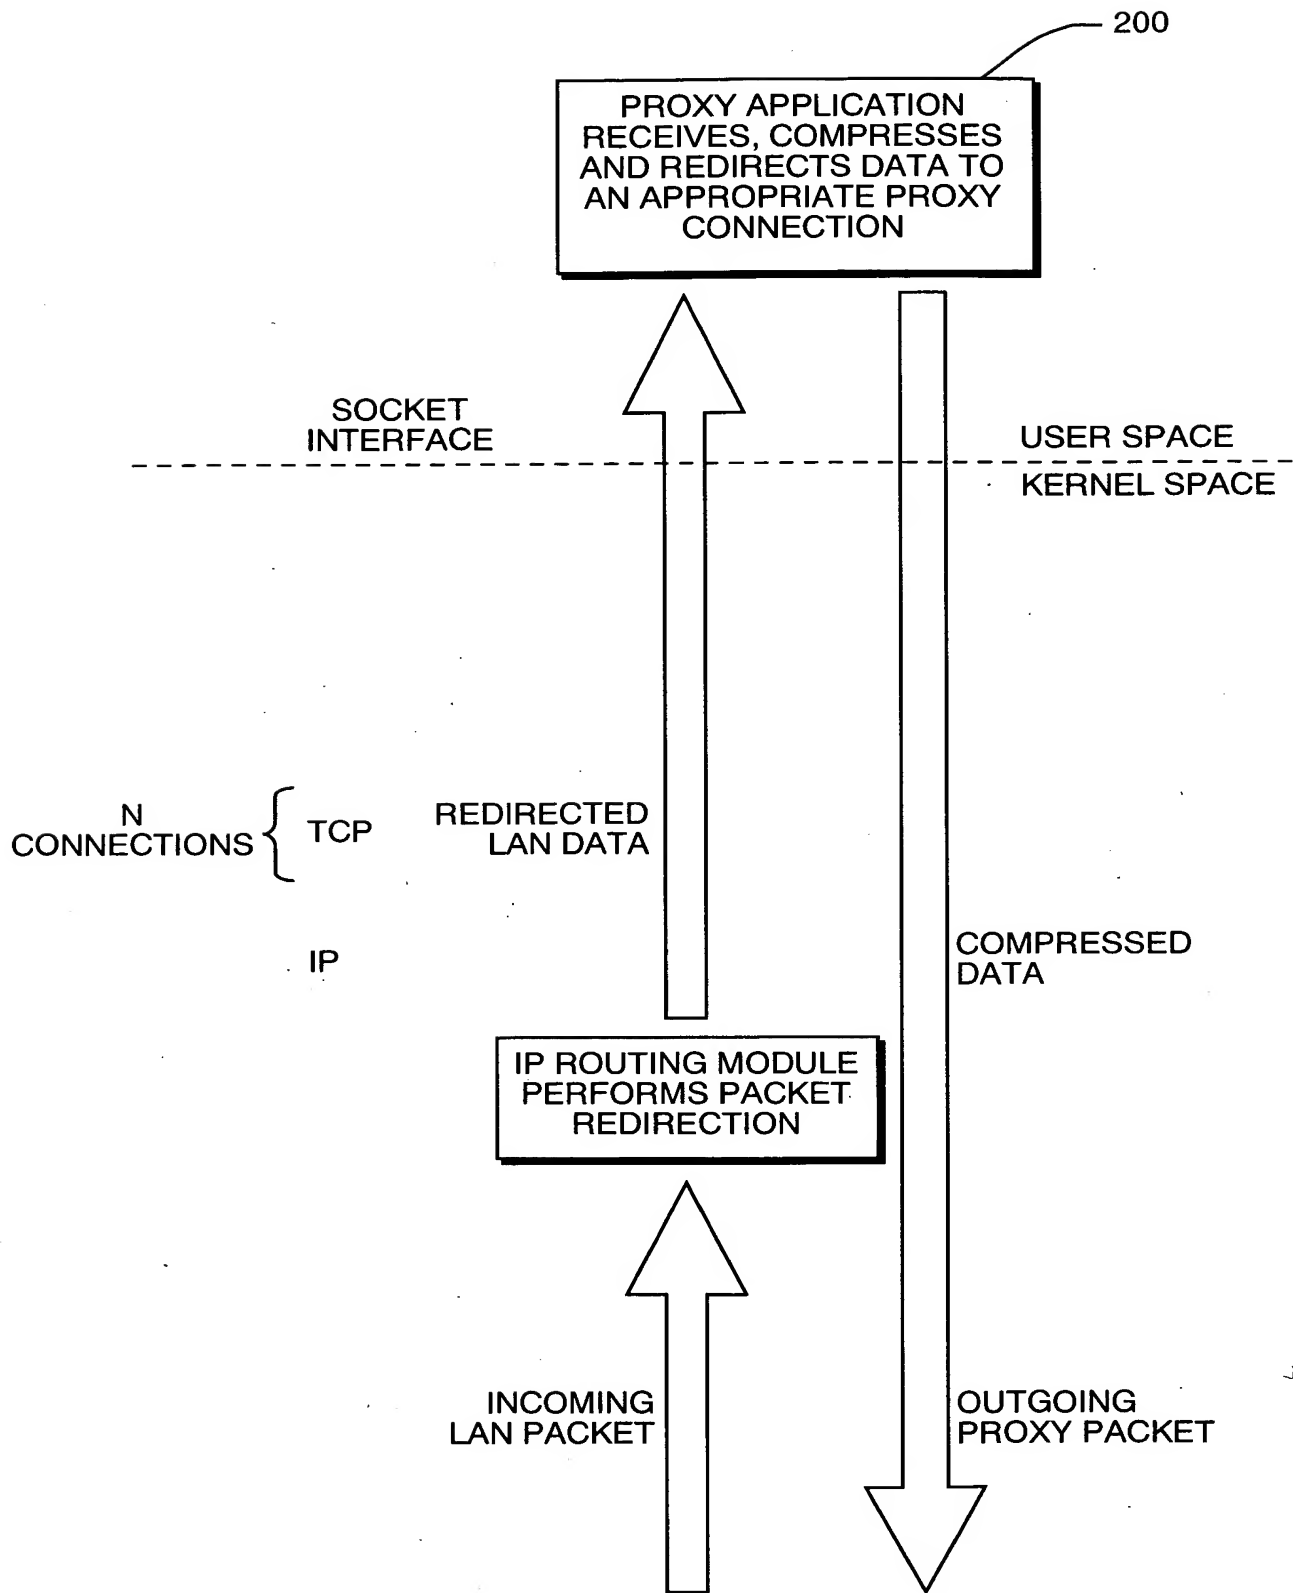 200
PROXY APPLICATION
RECEIVES, COMPRESSES
AND REDIRECTS DATA TO
AN APPROPRIATE PROXY
CONNECTION
SOCKET
INTERFACE
USER SPACE
KERNEL SPACE
N
CONNECTIONS
TCP
REDIRECTED
LAN DATA
IP
COMPRESSED
DATA
IP ROUTING MODULE
PERFORMS PACKET
REDIRECTION
INCOMING
LAN PACKET
OUTGOING
PROXY PACKET